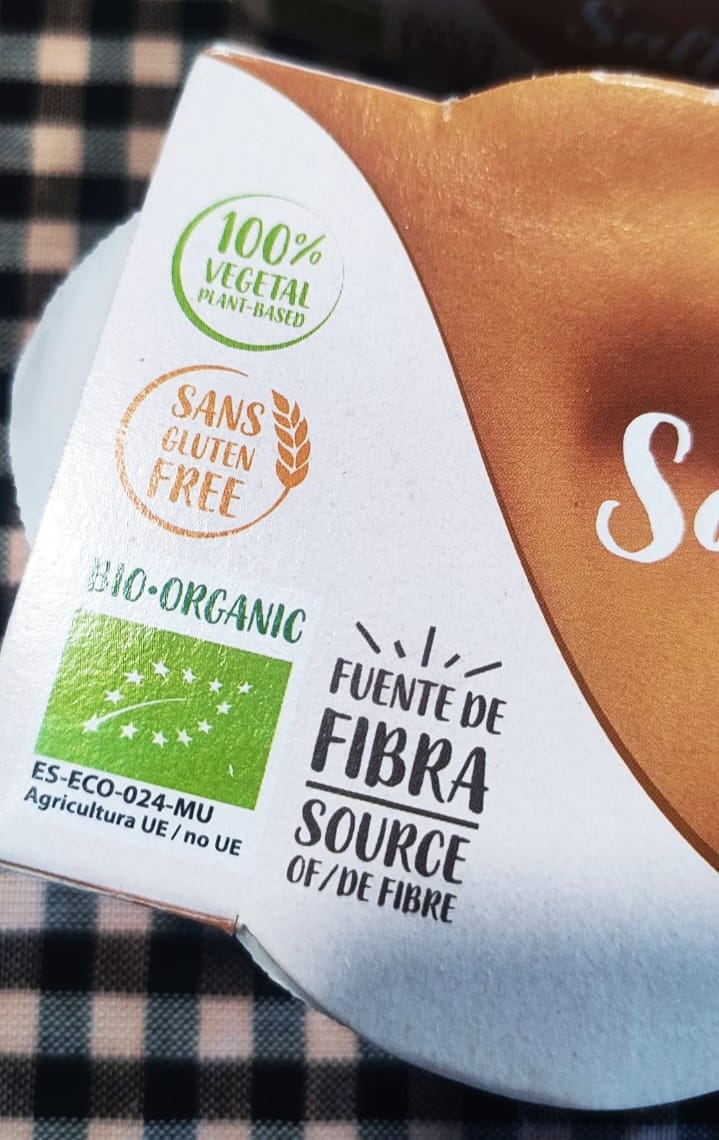 100%
VEGETAL
PLANT-BASED
SANS
GLUTEN
FREE
BIO•ORGANIC
ES-ECO-024-MU
Agricultura UE / no UE
FUENTE DE
FIBRA
SOURCE
OF/DE FIBRE